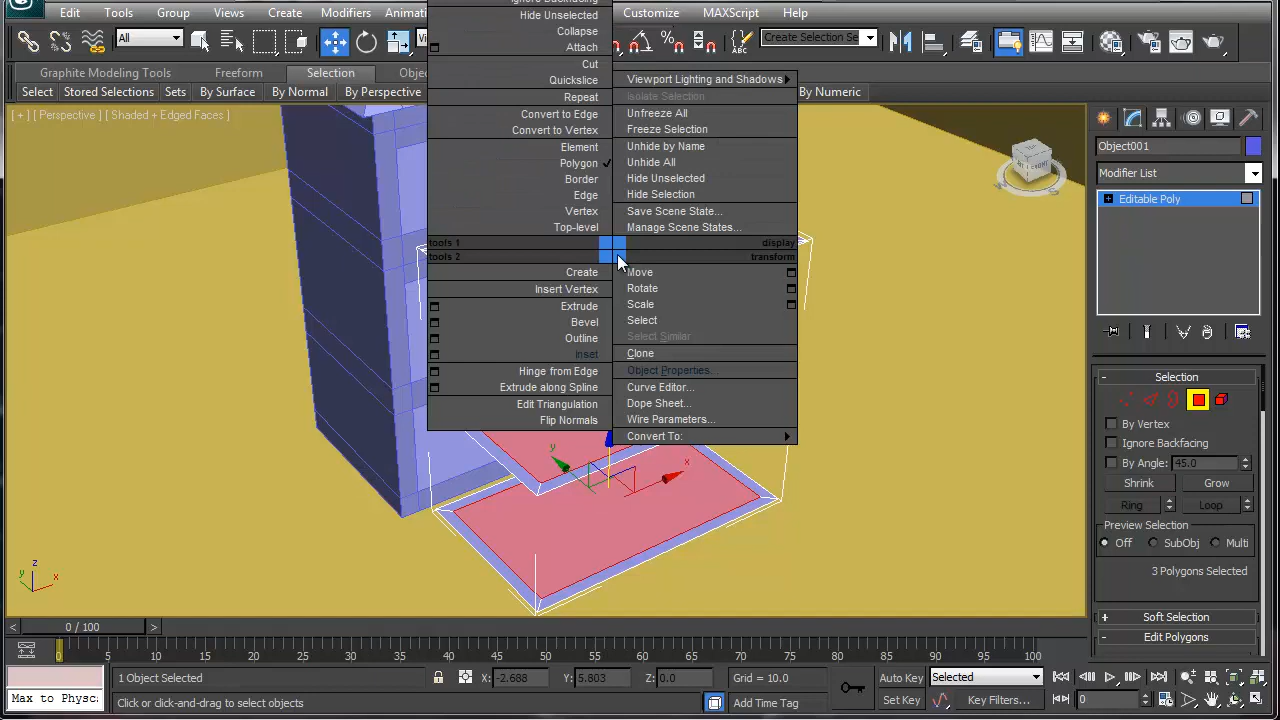 Edit
Tools
Group
Views
Create
Modifiers
Animati
Customize
MAXScript
Help
All
Create Selection Se
Graphite Modeling Tools
Freeform
Selection
Obje
Select
Stored Selections
Sets
By Surface
By Normal
By Perspective
By Numeric
[ + ] [ Perspective ] [ Shaded + Edged Faces ]
Hide Unselected
Collapse
Attach
Cut
Quickslice
Repeat
Convert to Edge
Convert to Vertex
Element
Polygon
Border
Edge
Vertex
Top-level
tools 1
tools 2
Create
Insert Vertex
Extrude
Bevel
Outline
Inset
Hinge from Edge
Extrude along Spline
Edit Triangulation
Flip Normals
Viewport Lighting and Shadows
Isolate Selection
Unfreeze All
Freeze Selection
Unhide by Name
Unhide All
Hide Unselected
Hide Selection
Save Scene State...
Manage Scene States...
display
transform
Move
Rotate
Scale
Select
Select Similar
Clone
Object Properties...
Curve Editor...
Dope Sheet...
Wire Parameters...
Convert To:
y
x
z
y
x
Object001
Modifier List
Editable Poly
Selection
By Vertex
Ignore Backfacing
By Angle: 45.0
Shrink
Grow
Ring
Loop
Preview Selection
Off
SubObj
Multi
3 Polygons Selected
Soft Selection
Edit Polygons
0 / 100
0 5 10 15 20 25 30 35 40 45 50 55 60 65 70 75 80 85 90 95 100
1 Object Selected
X: -2.688
Y: 5.803
Z: 0.0
Grid = 10.0
Auto Key
Selected
Max to Physc
Click or click-and-drag to select objects
Add Time Tag
Set Key
Key Filters...
0